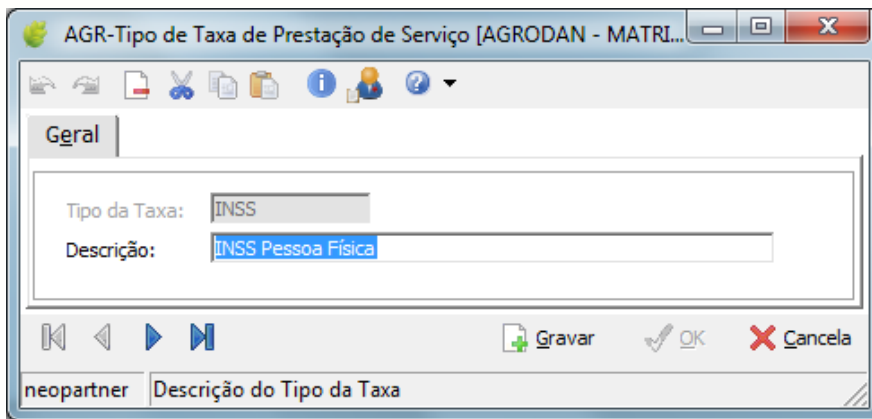 AGR-Tipo de Taxa de Prestação de Serviço [AGRODAN - MATRI...
Geral
Tipo da Taxa: INSS
Descrição: INSS Pessoa Física
Gravar OK Cancela
neopartner Descrição do Tipo da Taxa